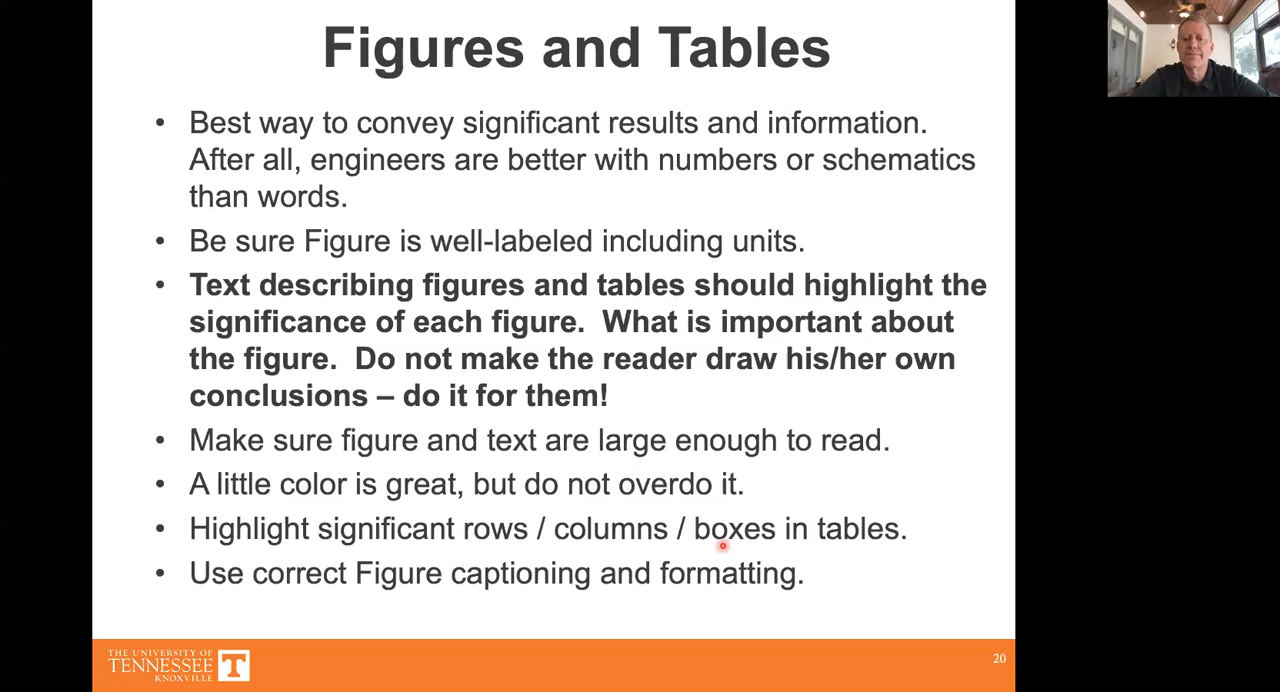 Figures and Tables
• Best way to convey significant results and information.
After all, engineers are better with numbers or schematics
than words.
• Be sure Figure is well-labeled including units.
• Text describing figures and tables should highlight the
significance of each figure.  What is important about
the figure.  Do not make the reader draw his/her own
conclusions – do it for them!
• Make sure figure and text are large enough to read.
• A little color is great, but do not overdo it.
• Highlight significant rows / columns / boxes in tables.
• Use correct Figure captioning and formatting.
THE UNIVERSITY OF
TENNESSEE T
KNOXVILLE
20